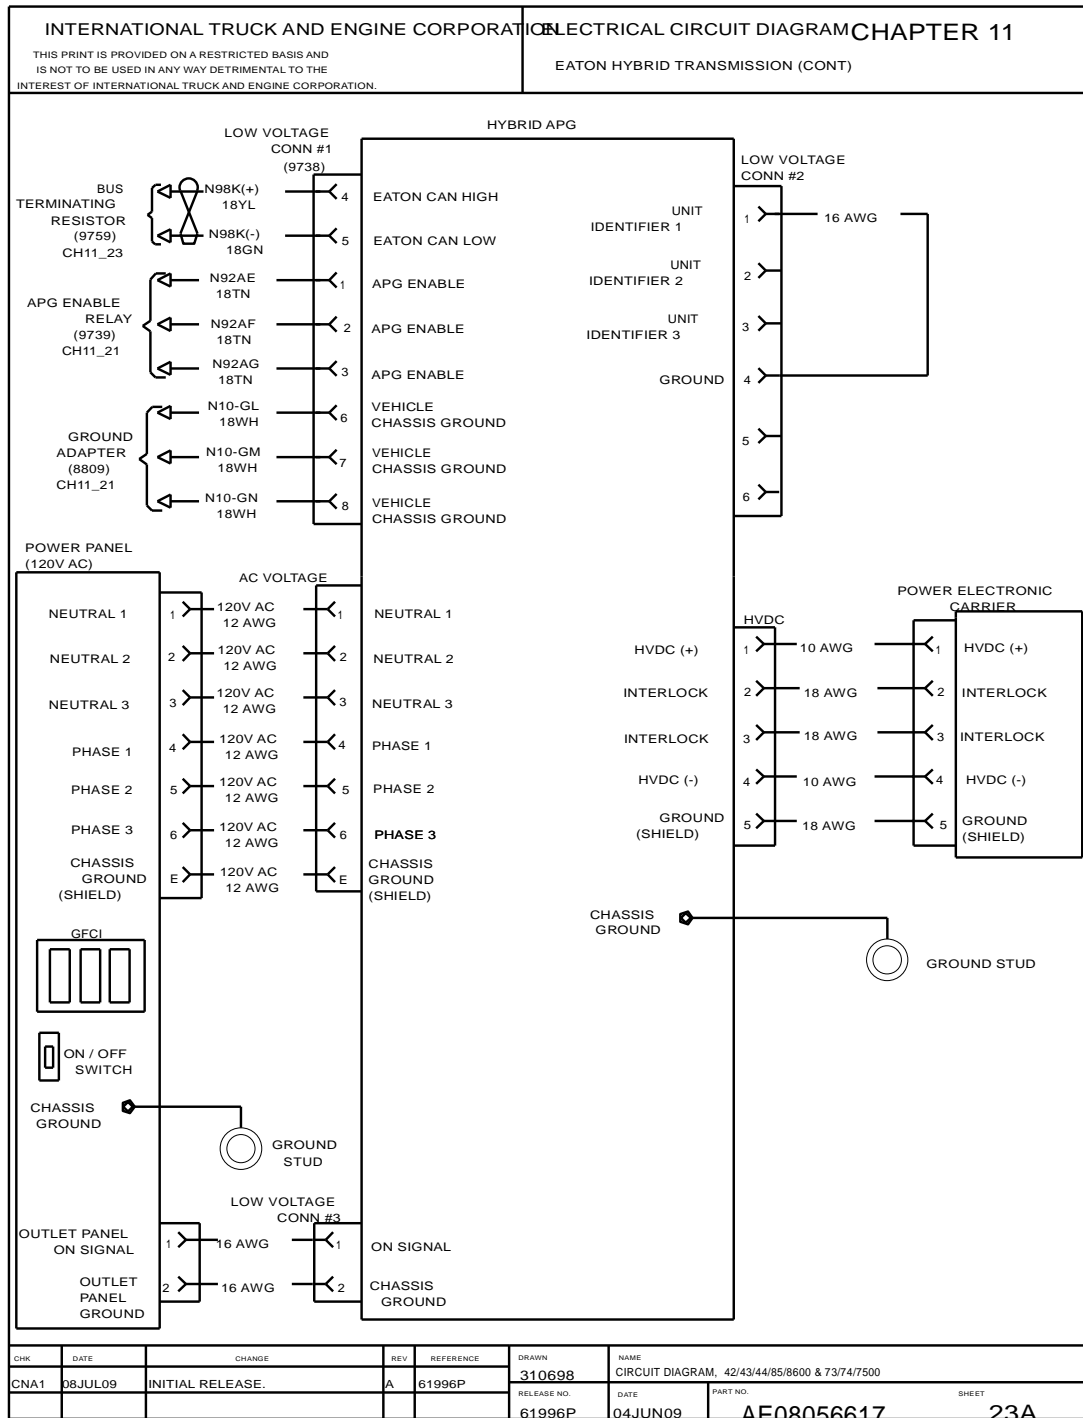 INTERNATIONAL TRUCK AND ENGINE CORPORATION
ELECTRICAL CIRCUIT DIAGRAM
CHAPTER 11
THIS PRINT IS PROVIDED ON A RESTRICTED BASIS AND
IS NOT TO BE USED IN ANY WAY DETRIMENTAL TO THE
INTEREST OF INTERNATIONAL TRUCK AND ENGINE CORPORATION.
EATON HYBRID TRANSMISSION (CONT)
HYBRID APG
LOW VOLTAGE
CONN #1
(9738)
BUS
TERMINATING
RESISTOR
(9759)
CH11_23
N98K(+)
18YL
4
EATON CAN HIGH
N98K(-)
18GN
5
EATON CAN LOW
APG ENABLE
RELAY
(9739)
CH11_21
N92AE
18TN
1
APG ENABLE
N92AF
18TN
2
APG ENABLE
N92AG
18TN
3
APG ENABLE
GROUND
ADAPTER
(8809)
CH11_21
N10-GL
18WH
6
VEHICLE
CHASSIS GROUND
N10-GM
18WH
7
VEHICLE
CHASSIS GROUND
N10-GN
18WH
8
VEHICLE
CHASSIS GROUND
LOW VOLTAGE
CONN #2
UNIT
IDENTIFIER 1
1
16 AWG
UNIT
IDENTIFIER 2
2
UNIT
IDENTIFIER 3
3
GROUND
4
5
6
POWER PANEL
(120V AC)
AC VOLTAGE
NEUTRAL 1
1
120V AC
12 AWG
1
NEUTRAL 1
NEUTRAL 2
2
120V AC
12 AWG
2
NEUTRAL 2
NEUTRAL 3
3
120V AC
12 AWG
3
NEUTRAL 3
PHASE 1
4
120V AC
12 AWG
4
PHASE 1
PHASE 2
5
120V AC
12 AWG
5
PHASE 2
PHASE 3
6
120V AC
12 AWG
6
PHASE 3
CHASSIS
GROUND
(SHIELD)
E
120V AC
12 AWG
E
CHASSIS
GROUND
(SHIELD)
HVDC
POWER ELECTRONIC
CARRIER
HVDC (+)
1
10 AWG
1
HVDC (+)
INTERLOCK
2
18 AWG
2
INTERLOCK
INTERLOCK
3
18 AWG
3
INTERLOCK
HVDC (-)
4
10 AWG
4
HVDC (-)
GROUND
(SHIELD)
5
18 AWG
5
GROUND
(SHIELD)
CHASSIS
GROUND
GROUND STUD
GFCI
ON / OFF
SWITCH
CHASSIS
GROUND
GROUND
STUD
LOW VOLTAGE
CONN #3
OUTLET PANEL
ON SIGNAL
1
16 AWG
1
ON SIGNAL
OUTLET
PANEL
GROUND
2
16 AWG
2
CHASSIS
GROUND
CHK DATE CHANGE REV REFERENCE
CNA1 08JUL09 INITIAL RELEASE. A 61996P
DRAWN
310698
NAME
CIRCUIT DIAGRAM, 42/43/44/85/8600 & 73/74/7500
RELEASE NO.
61996P
DATE
04JUN09
PART NO.
AE08056617
SHEET
23A